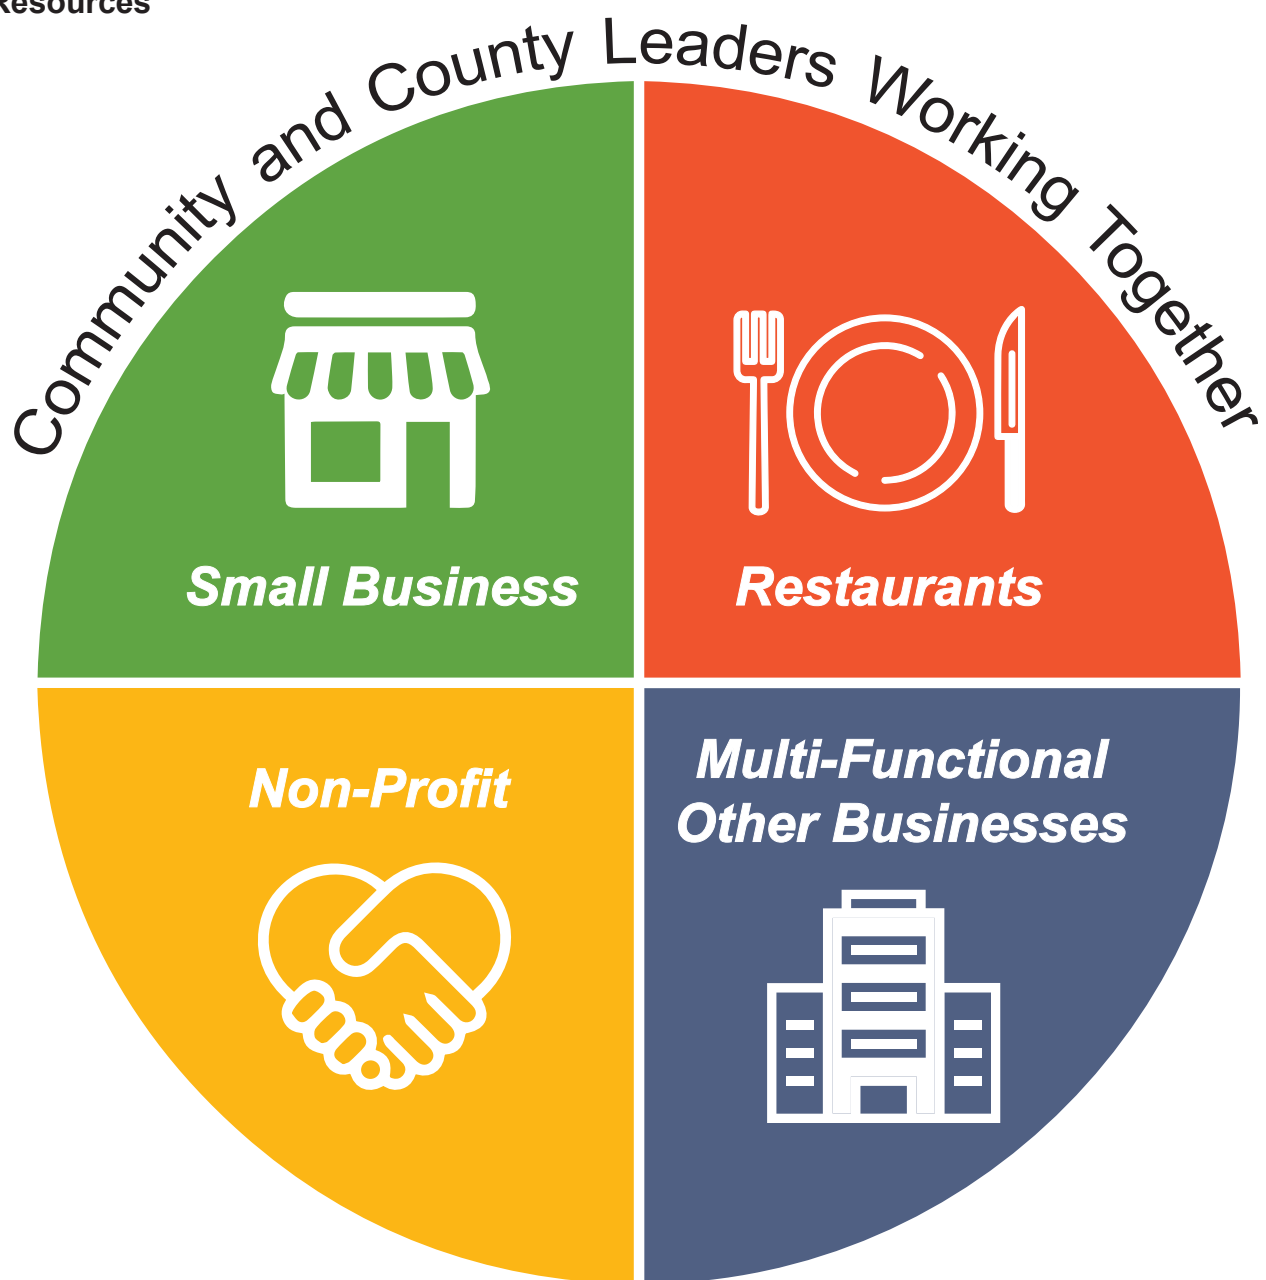 Resources
Community and County Leaders Working Together
Small Business
Restaurants
Non-Profit
Multi-Functional
Other Businesses